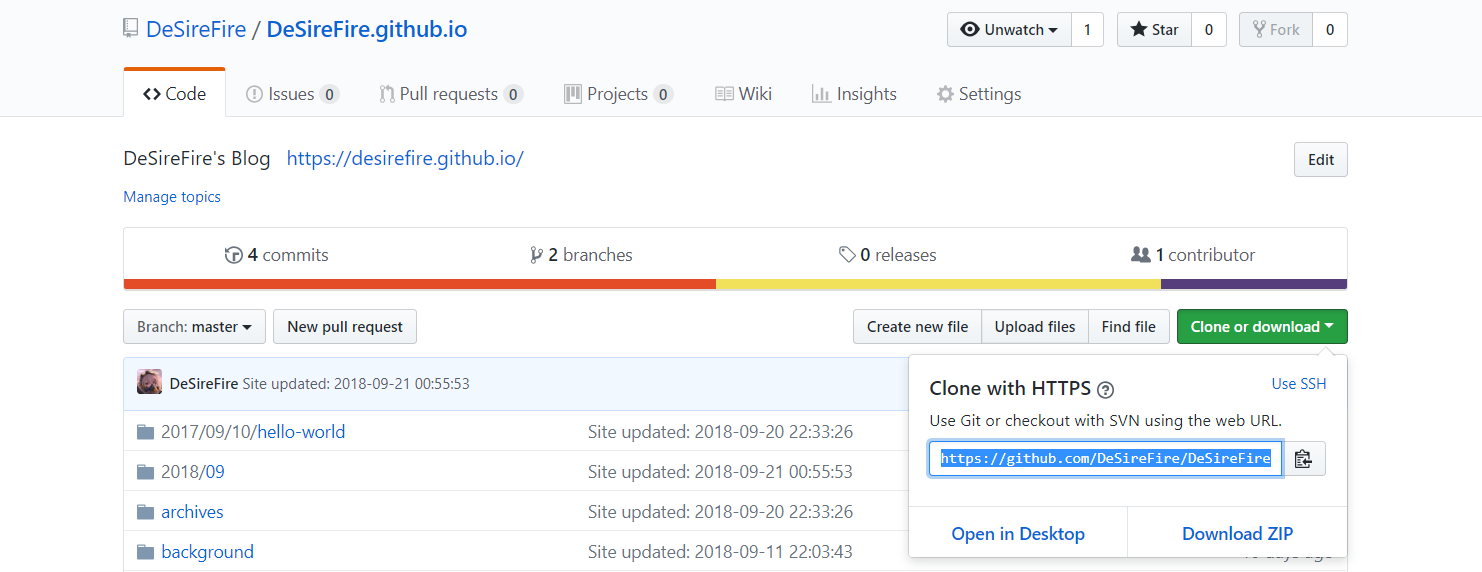 DeSireFire / DeSireFire.github.io
Unwatch 1 Star 0 Fork 0
Code Issues 0 Pull requests 0 Projects 0 Wiki Insights Settings
DeSireFire's Blog https://desirefire.github.io/ Edit
Manage topics
4 commits 2 branches 0 releases 1 contributor
Branch: master New pull request Create new file Upload files Find file Clone or download
DeSireFire Site updated: 2018-09-21 00:55:53
Clone with HTTPS ? Use SSH
Use Git or checkout with SVN using the web URL.
https://github.com/DeSireFire/DeSireFire
Open in Desktop Download ZIP
2017/09/10/hello-world Site updated: 2018-09-20 22:33:26
2018/09 Site updated: 2018-09-21 00:55:53
archives Site updated: 2018-09-20 22:33:26
background Site updated: 2018-09-11 22:03:43